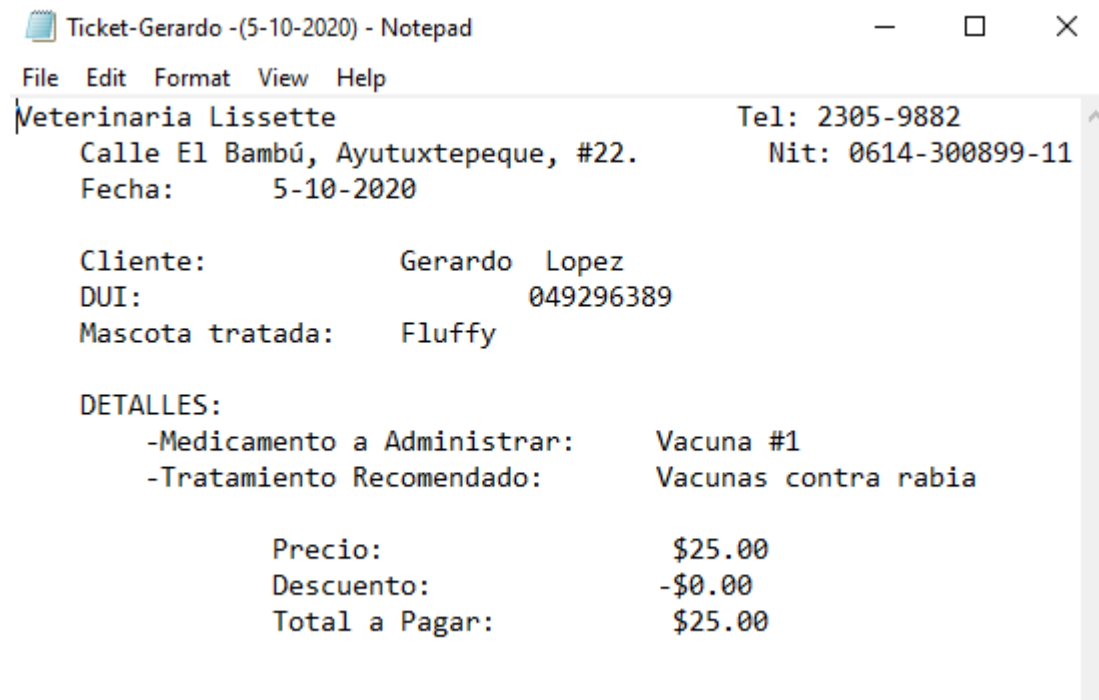 Ticket-Gerardo -(5-10-2020) - Notepad
File Edit Format View Help
Veterinaria Lissette Tel: 2305-9882
Calle El Bambú, Ayutuxtepeque, #22. Nit: 0614-300899-11
Fecha: 5-10-2020
Cliente: Gerardo Lopez
DUI: 049296389
Mascota tratada: Fluffy
DETALLES:
-Medicamento a Administrar: Vacuna #1
-Tratamiento Recomendado: Vacunas contra rabia
Precio: $25.00
Descuento: -$0.00
Total a Pagar: $25.00